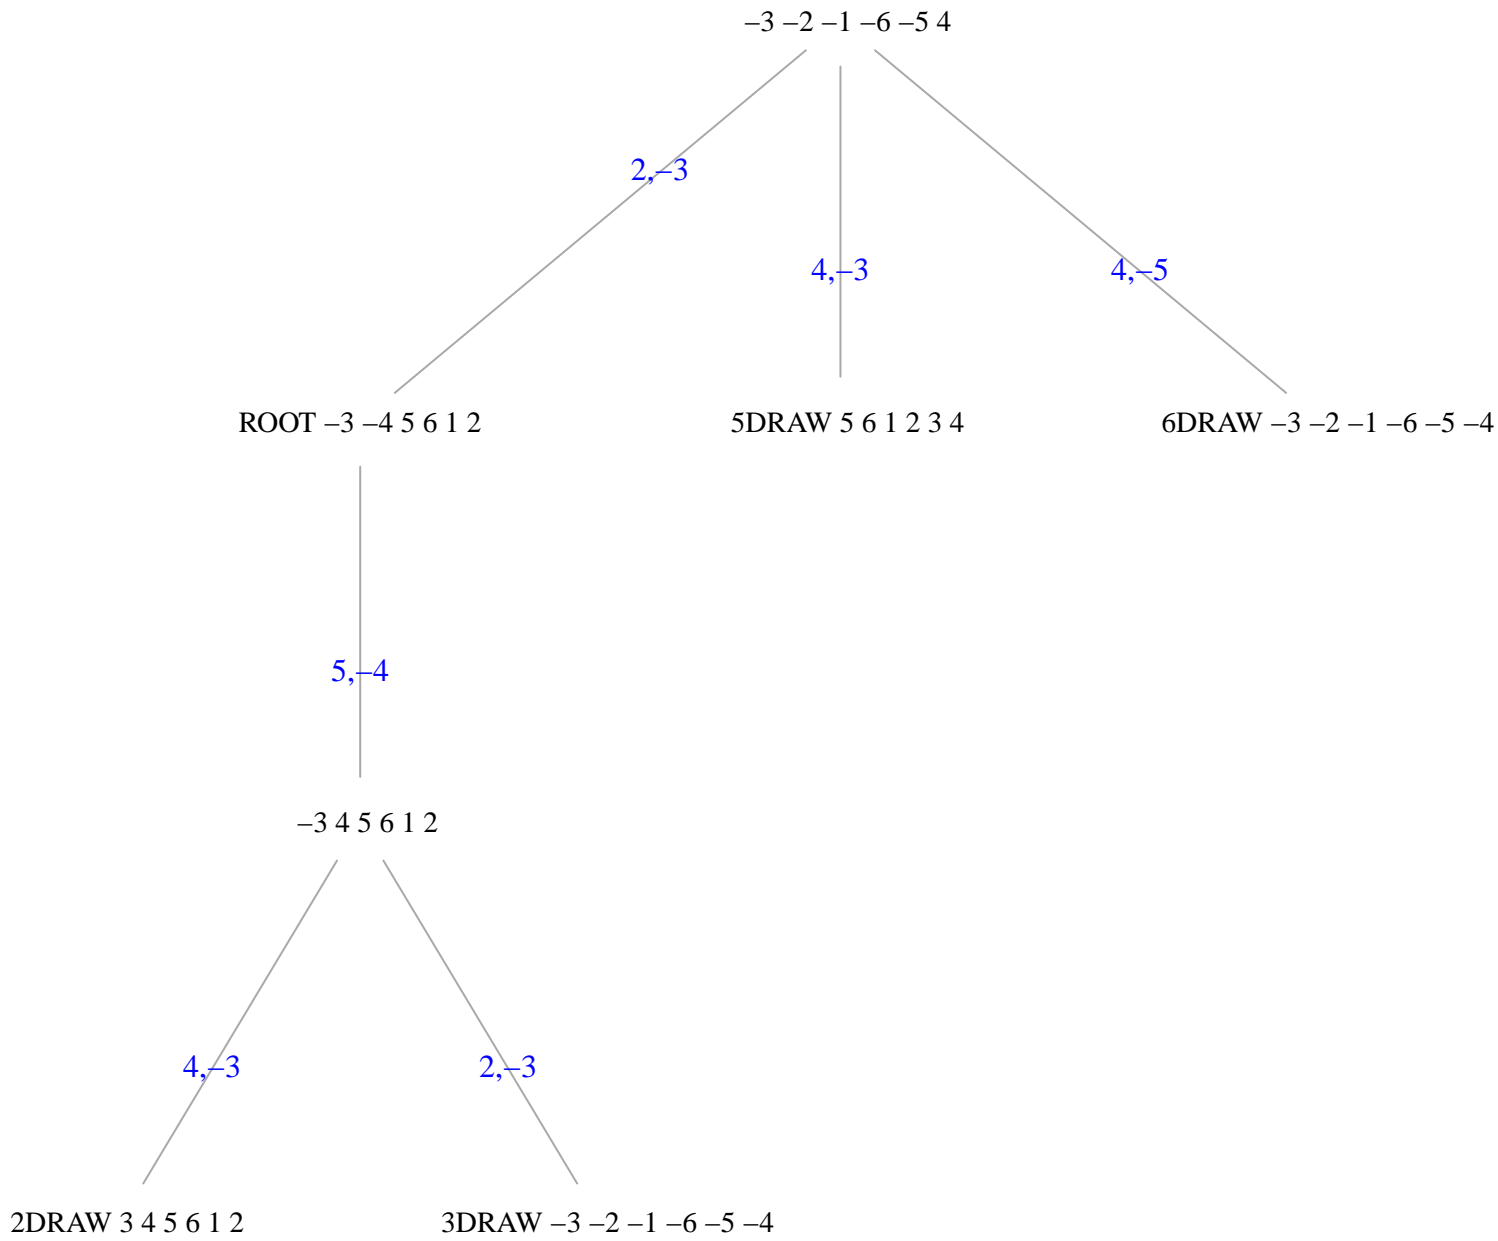 –3 –2 –1 –6 –5 4
2,–3
4,–3
4,–5
ROOT –3 –4 5 6 1 2
5DRAW 5 6 1 2 3 4
6DRAW –3 –2 –1 –6 –5 –4
5,–4
–3 4 5 6 1 2
4,–3
2,–3
2DRAW 3 4 5 6 1 2
3DRAW –3 –2 –1 –6 –5 –4